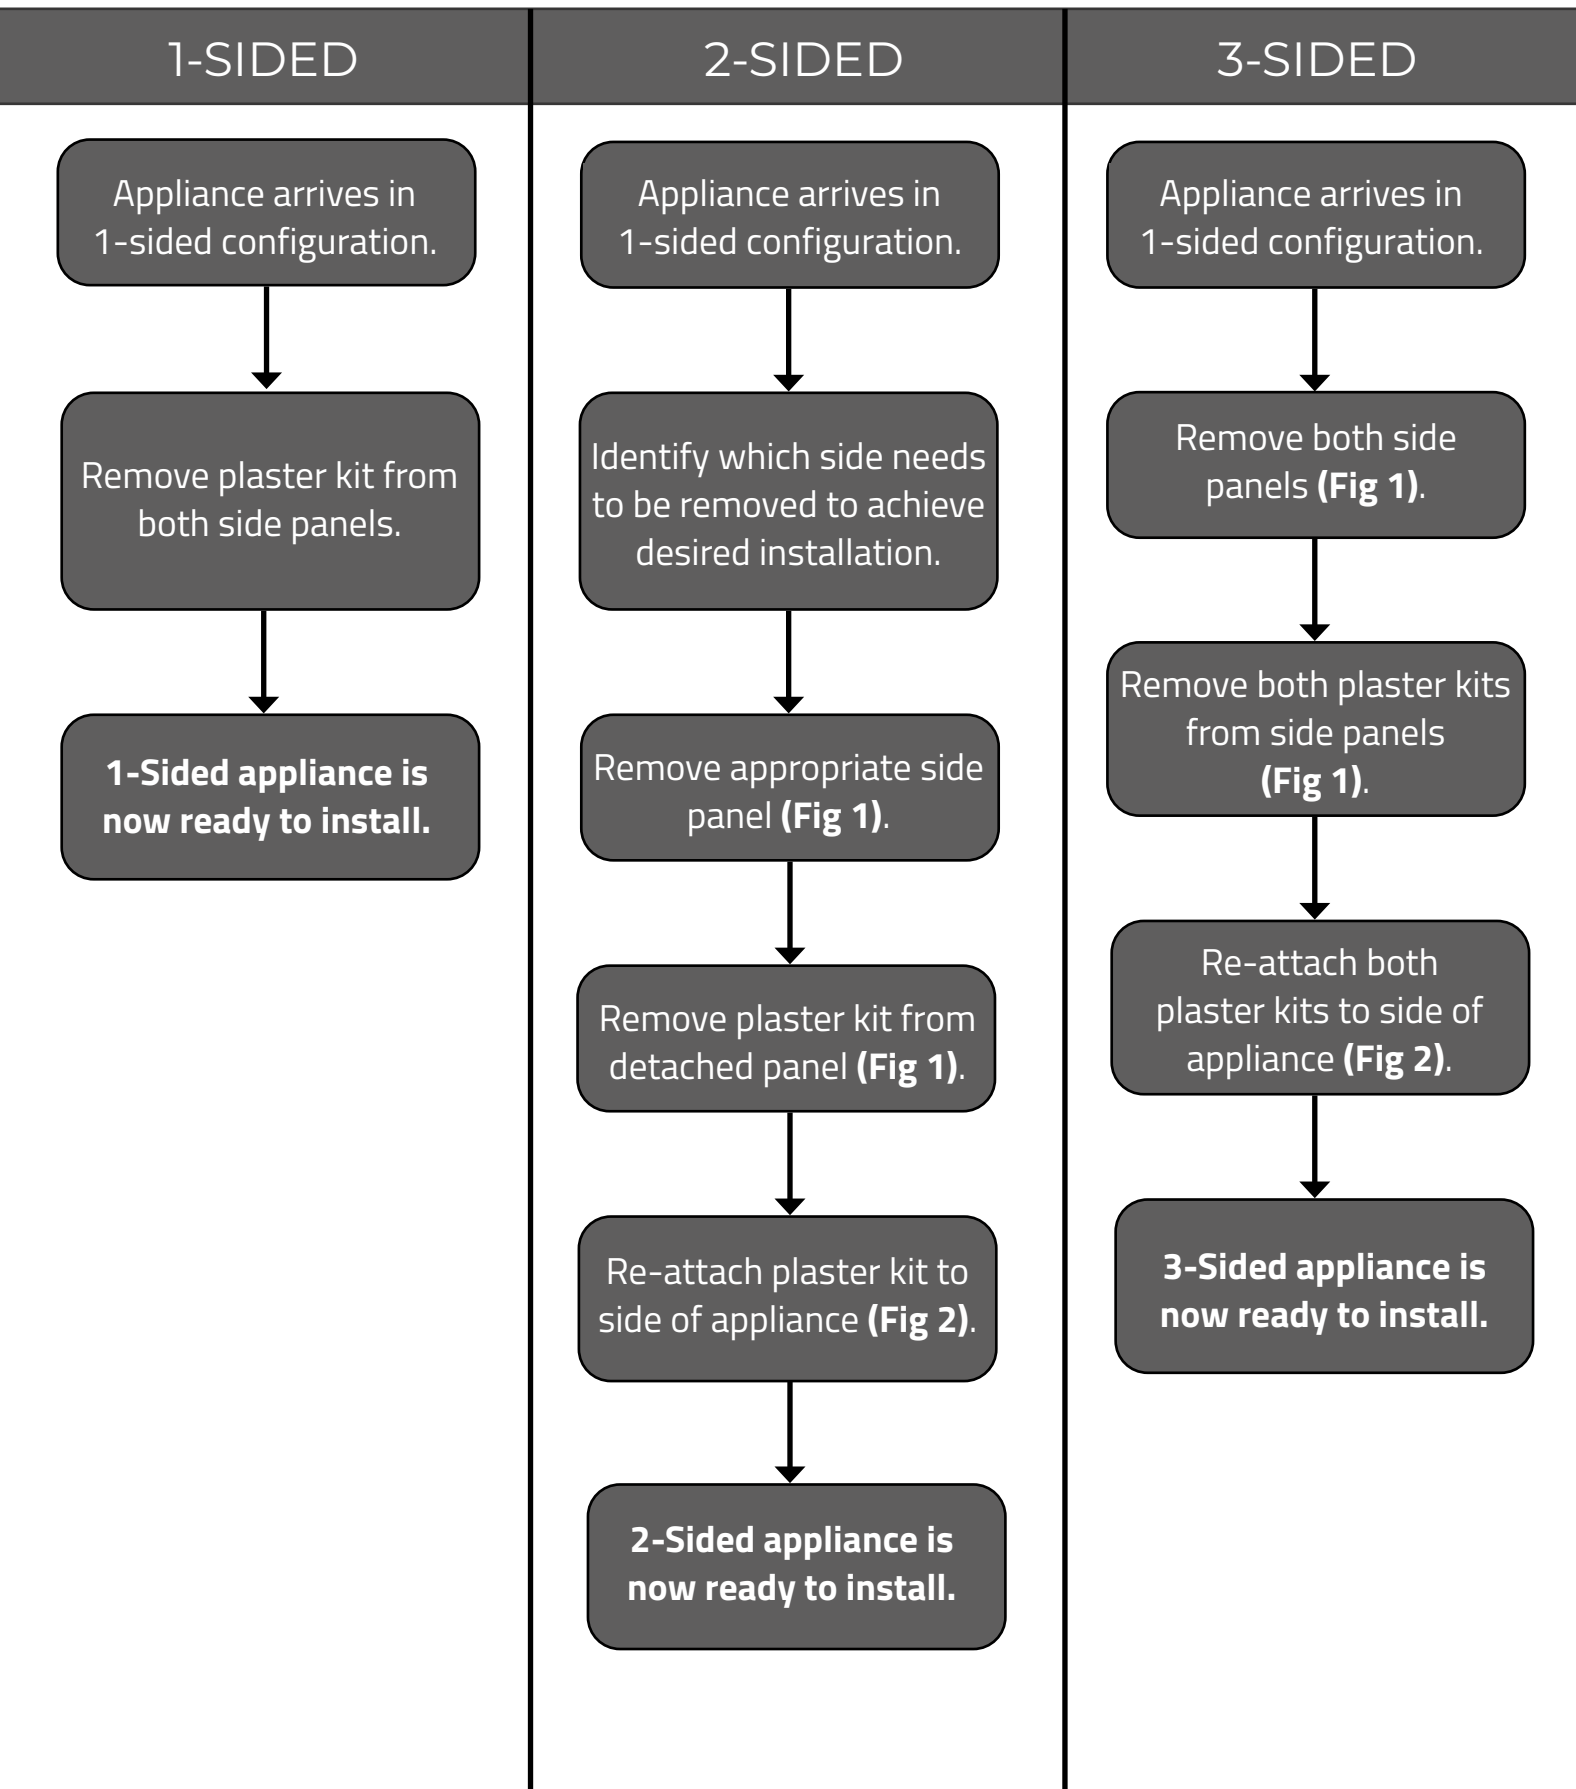 1-SIDED
Appliance arrives in
1-sided configuration.
Remove plaster kit from
both side panels.
1-Sided appliance is
now ready to install.
2-SIDED
Appliance arrives in
1-sided configuration.
Identify which side needs
to be removed to achieve
desired installation.
Remove appropriate side
panel (Fig 1).
Remove plaster kit from
detached panel (Fig 1).
Re-attach plaster kit to
side of appliance (Fig 2).
2-Sided appliance is
now ready to install.
3-SIDED
Appliance arrives in
1-sided configuration.
Remove both side
panels (Fig 1).
Remove both plaster kits
from side panels
(Fig 1).
Re-attach both
plaster kits to side of
appliance (Fig 2).
3-Sided appliance is
now ready to install.